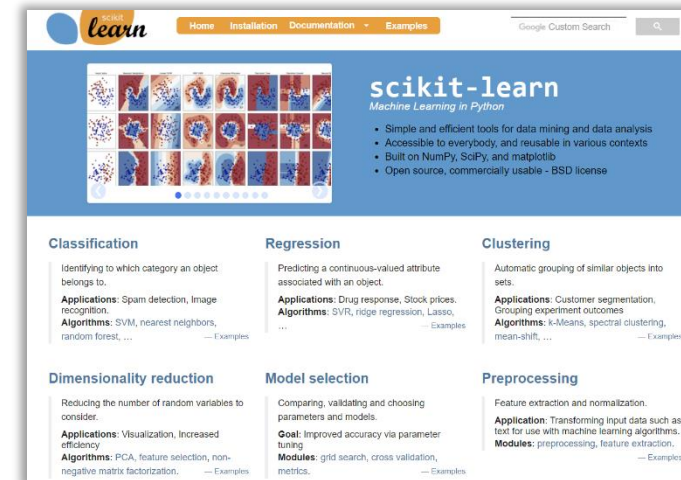 scikit
learn
Home Installation Documentation Examples
Google Custom Search
scikit-learn
Machine Learning in Python
Simple and efficient tools for data mining and data analysis
Accessible to everybody, and reusable in various contexts
Built on NumPy, SciPy, and matplotlib
Open source, commercially usable - BSD license
Classification
Identifying to which category an object
belongs to.
Applications: Spam detection, Image
recognition.
Algorithms: SVM, nearest neighbors,
random forest, ... — Examples
Regression
Predicting a continuous-valued attribute
associated with an object.
Applications: Drug response, Stock prices.
Algorithms: SVR, ridge regression, Lasso,
... — Examples
Clustering
Automatic grouping of similar objects into
sets.
Applications: Customer segmentation,
Grouping experiment outcomes
Algorithms: k-Means, spectral clustering,
mean-shift, ... — Examples
Dimensionality reduction
Reducing the number of random variables to
consider.
Applications: Visualization, Increased
efficiency
Algorithms: PCA, feature selection, non-
negative matrix factorization. — Examples
Model selection
Comparing, validating and choosing
parameters and models.
Goal: Improved accuracy via parameter
tuning
Modules: grid search, cross validation,
metrics. — Examples
Preprocessing
Feature extraction and normalization.
Application: Transforming input data such as
text for use with machine learning algorithms.
Modules: preprocessing, feature extraction.
— Examples